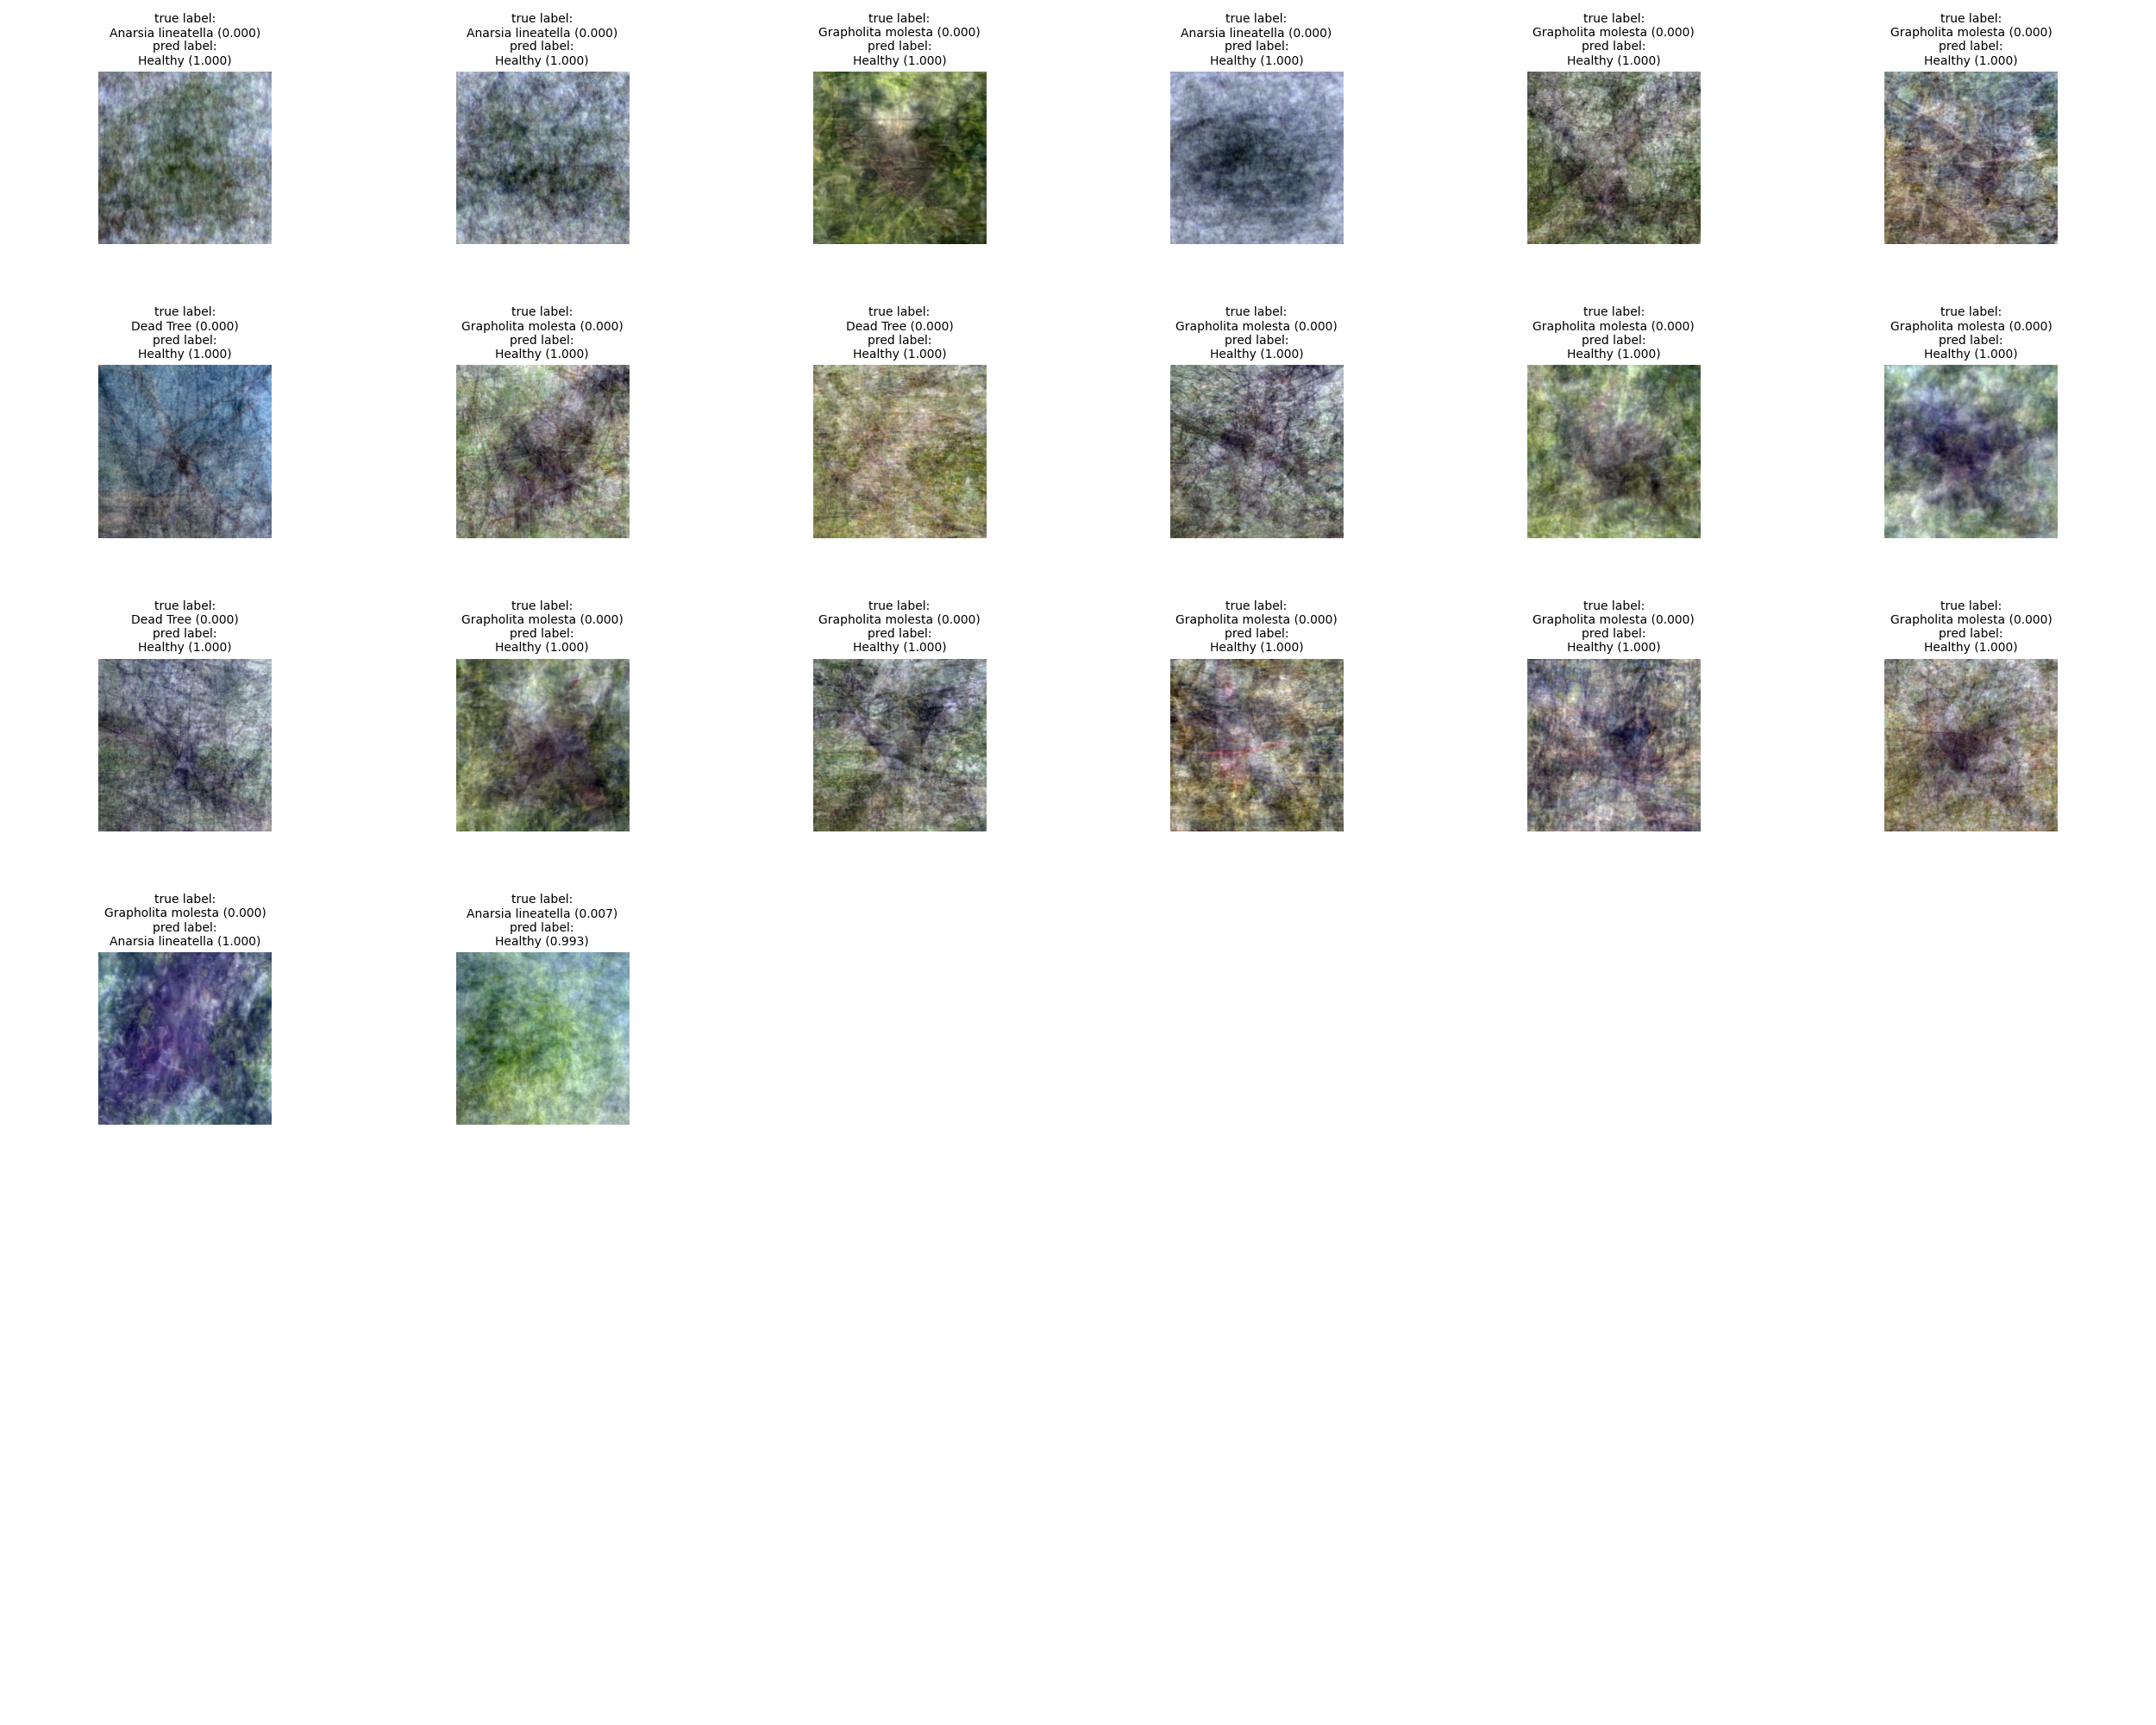 true label:
Anarsia lineatella (0.000)
pred label:
Healthy (1.000)
true label:
Anarsia lineatella (0.000)
pred label:
Healthy (1.000)
true label:
Grapholita molesta (0.000)
pred label:
Healthy (1.000)
true label:
Anarsia lineatella (0.000)
pred label:
Healthy (1.000)
true label:
Grapholita molesta (0.000)
pred label:
Healthy (1.000)
true label:
Grapholita molesta (0.000)
pred label:
Healthy (1.000)
true label:
Dead Tree (0.000)
pred label:
Healthy (1.000)
true label:
Grapholita molesta (0.000)
pred label:
Healthy (1.000)
true label:
Dead Tree (0.000)
pred label:
Healthy (1.000)
true label:
Grapholita molesta (0.000)
pred label:
Healthy (1.000)
true label:
Grapholita molesta (0.000)
pred label:
Healthy (1.000)
true label:
Grapholita molesta (0.000)
pred label:
Healthy (1.000)
true label:
Dead Tree (0.000)
pred label:
Healthy (1.000)
true label:
Grapholita molesta (0.000)
pred label:
Healthy (1.000)
true label:
Grapholita molesta (0.000)
pred label:
Healthy (1.000)
true label:
Grapholita molesta (0.000)
pred label:
Healthy (1.000)
true label:
Grapholita molesta (0.000)
pred label:
Healthy (1.000)
true label:
Grapholita molesta (0.000)
pred label:
Healthy (1.000)
true label:
Grapholita molesta (0.000)
pred label:
Anarsia lineatella (1.000)
true label:
Anarsia lineatella (0.007)
pred label:
Healthy (0.993)